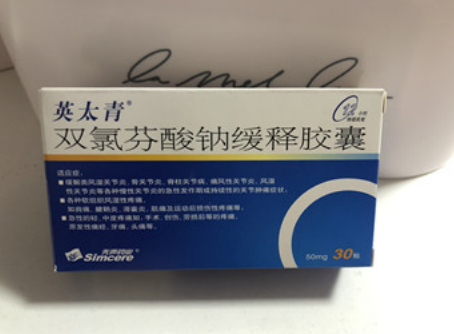 英太青®
双氯芬酸钠缓释胶囊
适应症:
■缓解类风湿关节炎、骨关节炎、脊柱关节病、痛风性关节炎、风湿
性关节炎等各种慢性关节炎的急性发作期或持续性的关节肿痛症状。
■各种软组织风湿性疼痛,
如肩痛、腱鞘炎、滑囊炎、肌痛及运动后损伤性疼痛等。
■急性的轻、中度疼痛如:手术、创伤、劳损后等的疼痛,
原发性痛经、牙痛、头痛等。
先声药业
Simcere
50mg 30粒